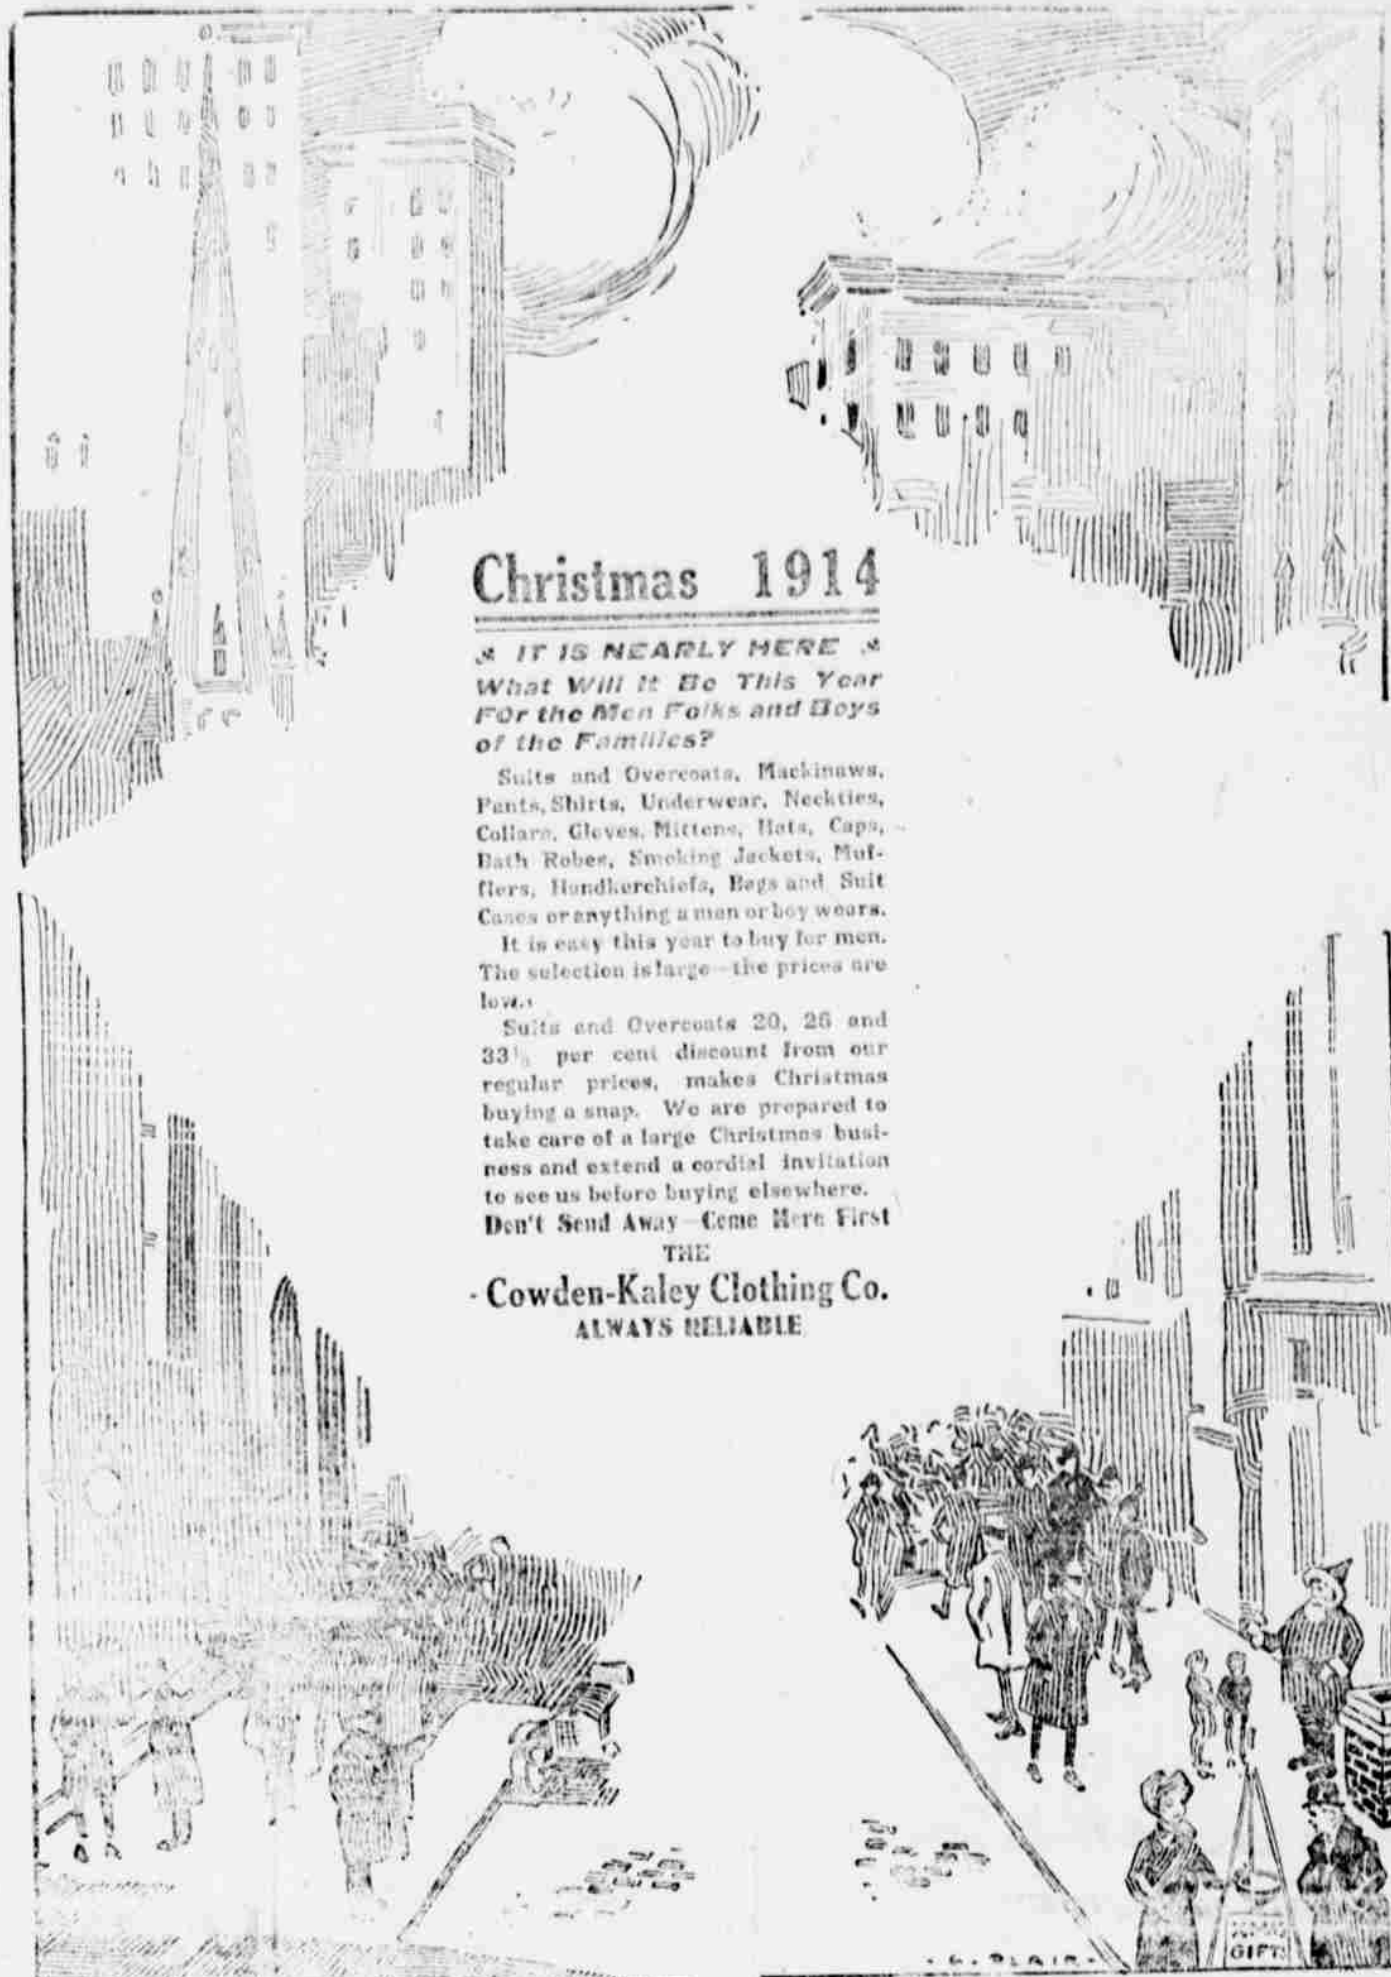 Christmas 1914
IT IS NEARLY HERE
What Will It Be This Year
FOr the Men Folks and Boys
of the Families?
Suits and Overcoats, Mackinaws,
Pants, Shirts, Underwear, Neckties,
Collars, Gloves, Mittens, Hats, Caps,
Bath Robes, Smoking Jackets, Muf-
flers, Handkerchiefs, Bags and Suit
Cases or anything a man or boy wears.
It is easy this year to buy for men.
The selection is large—the prices are
low.
Suits and Overcoats 20, 25 and
33⅓ per cent discount from our
regular prices, makes Christmas
buying a snap. We are prepared to
take care of a large Christmas busi-
ness and extend a cordial invitation
to see us before buying elsewhere.
Don't Send Away—Come Here First
THE
Cowden-Kaley Clothing Co.
ALWAYS RELIABLE
GIFT
G. BLAIR